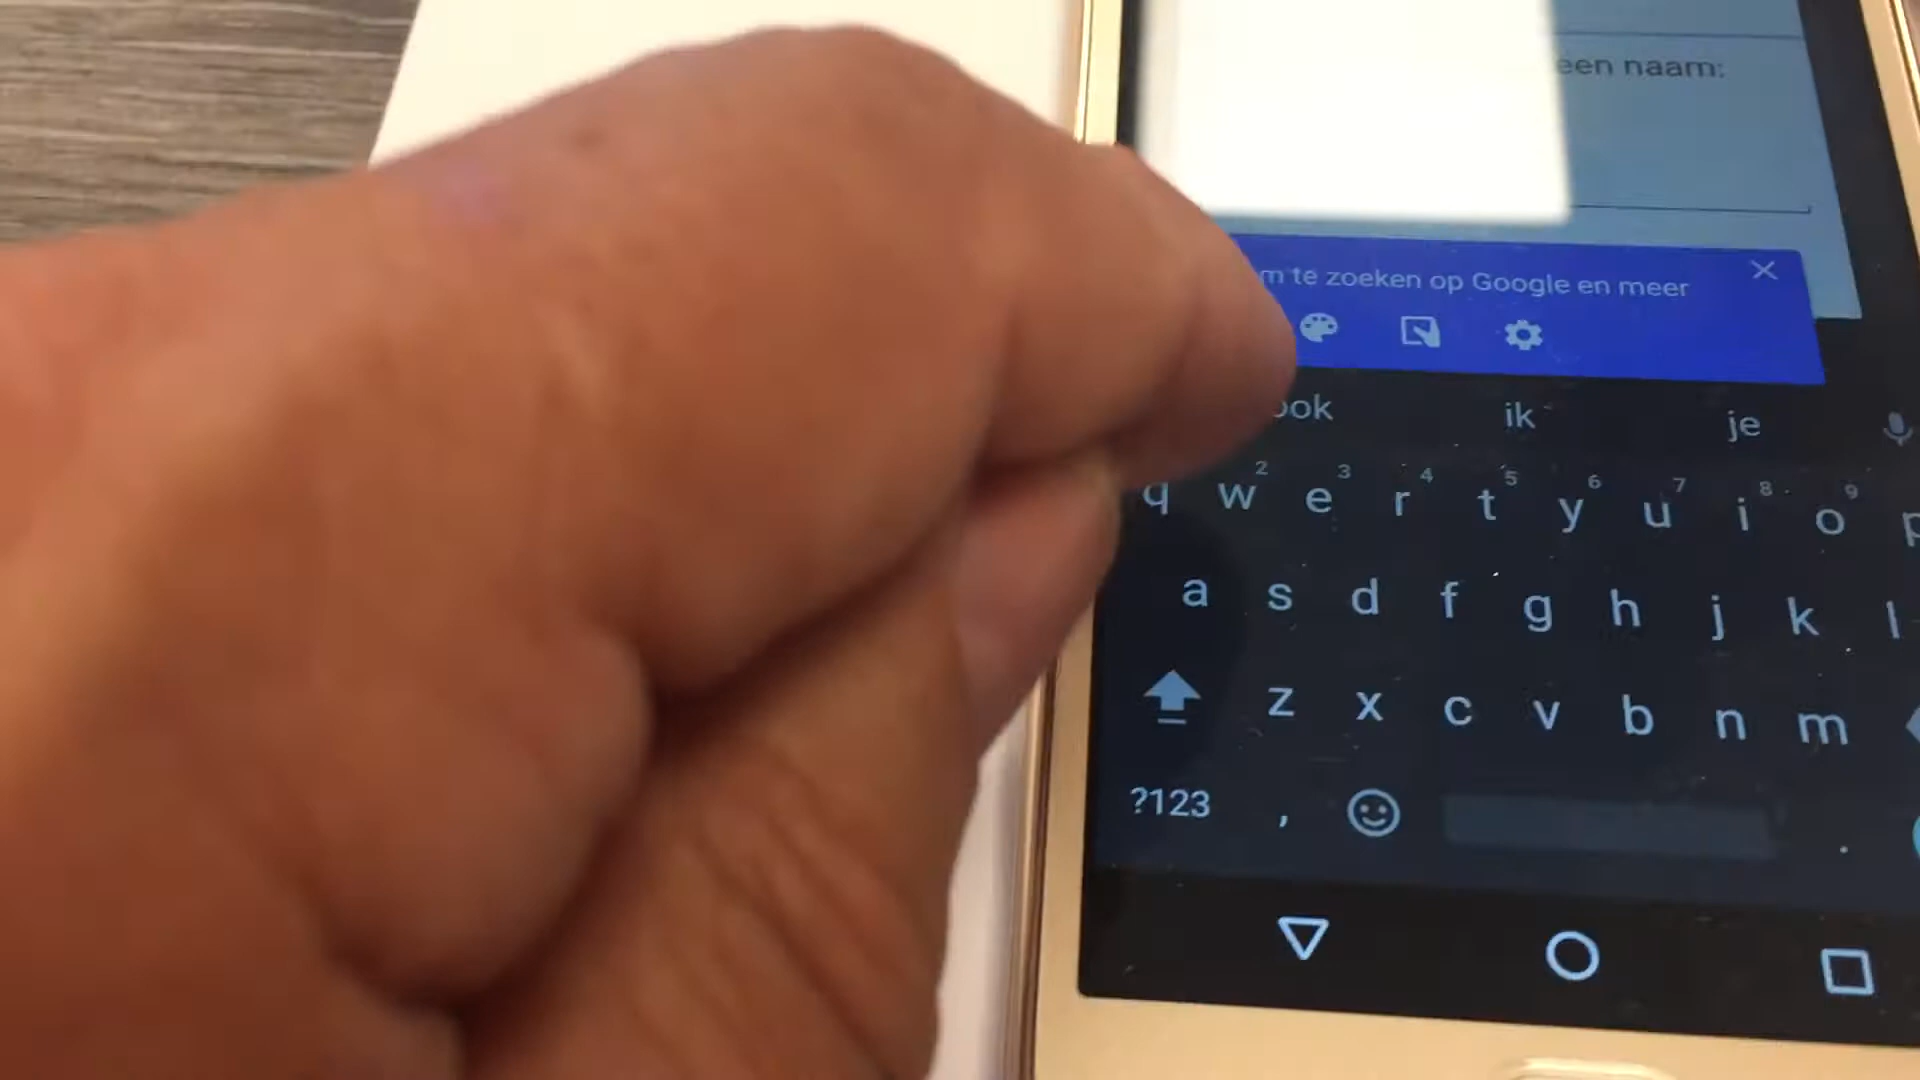 een naam:
te zoeken op Google en meer
ook ik je
q w 2 e 3 r 4 t 5 y 6 u 7 i 8 o 9 p
a s d f g h j k l
z x c v b n m
?123 , .